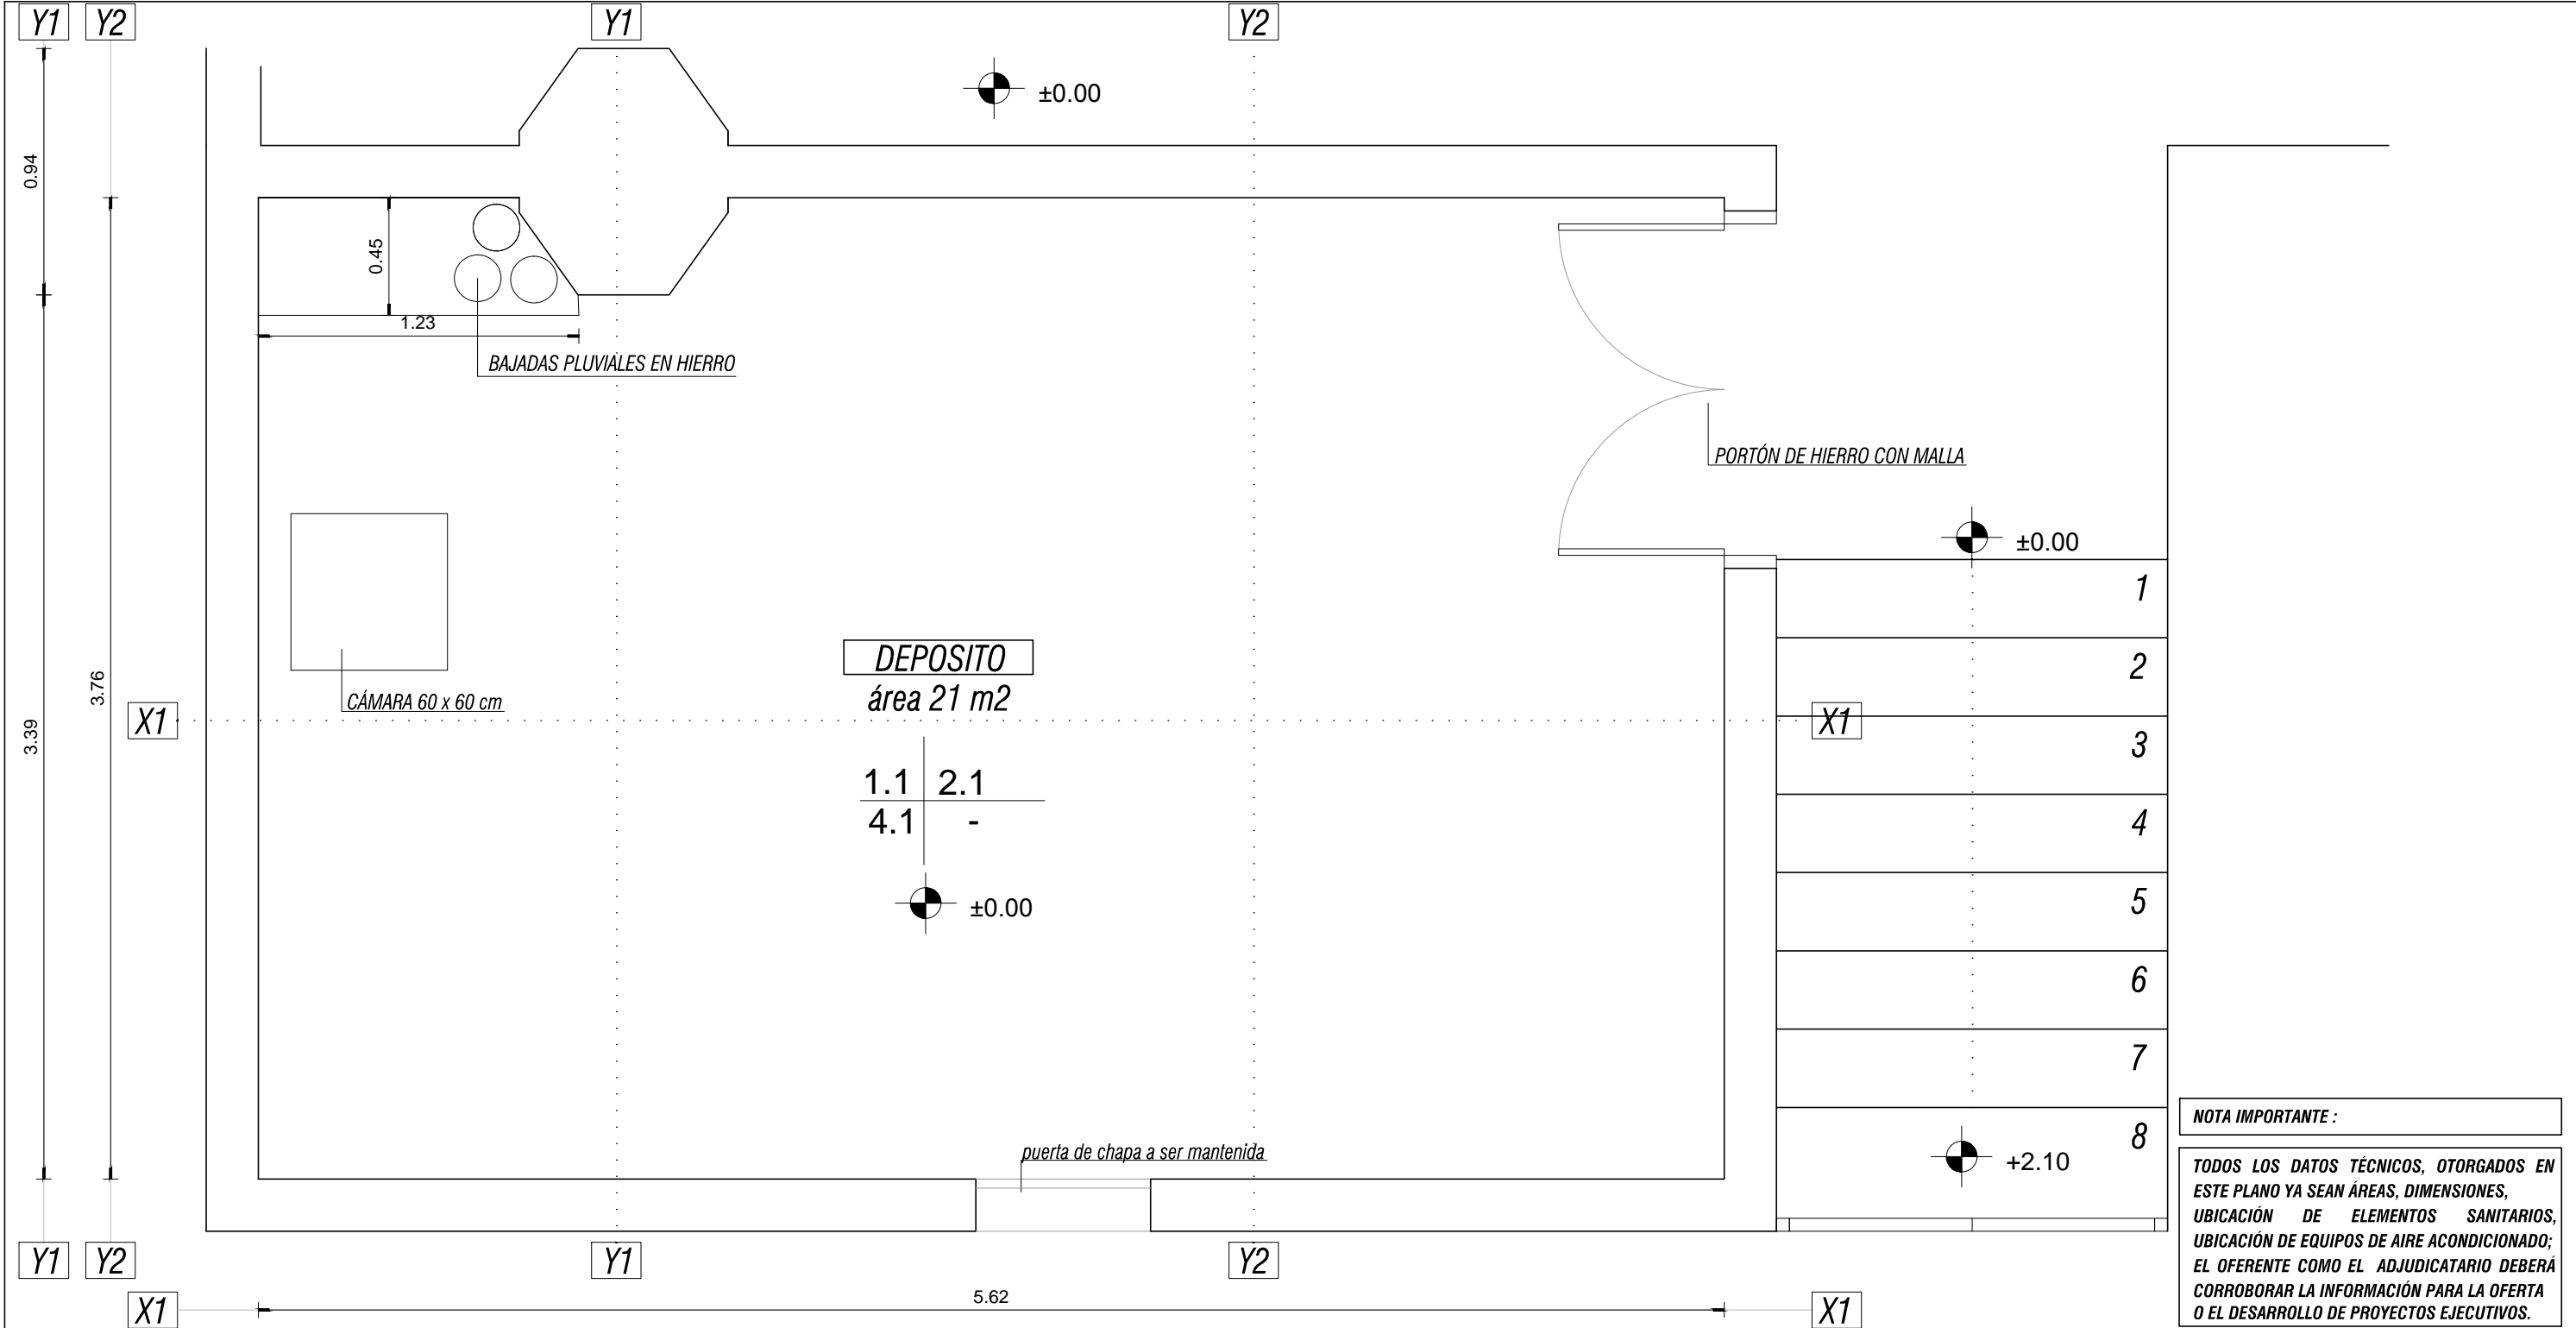 Y1 Y2 Y1 Y2
±0.00
0.94
0.45
1.23
BAJADAS PLUVIALES EN HIERRO
PORTÓN DE HIERRO CON MALLA
±0.00
1
2
3
4
5
6
7
8
CÁMARA 60 x 60 cm
DEPOSITO
área 21 m2
3.76
3.39
X1 X1
1.1 2.1
4.1 -
±0.00
puerta de chapa a ser mantenida
+2.10
Y1 Y2 Y1 Y2
X1 5.62 X1
NOTA IMPORTANTE :
TODOS LOS DATOS TÉCNICOS, OTORGADOS EN
ESTE PLANO YA SEAN ÁREAS, DIMENSIONES,
UBICACIÓN DE ELEMENTOS SANITARIOS,
UBICACIÓN DE EQUIPOS DE AIRE ACONDICIONADO;
EL OFERENTE COMO EL ADJUDICATARIO DEBERÁ
CORROBORAR LA INFORMACIÓN PARA LA OFERTA
O EL DESARROLLO DE PROYECTOS EJECUTIVOS.